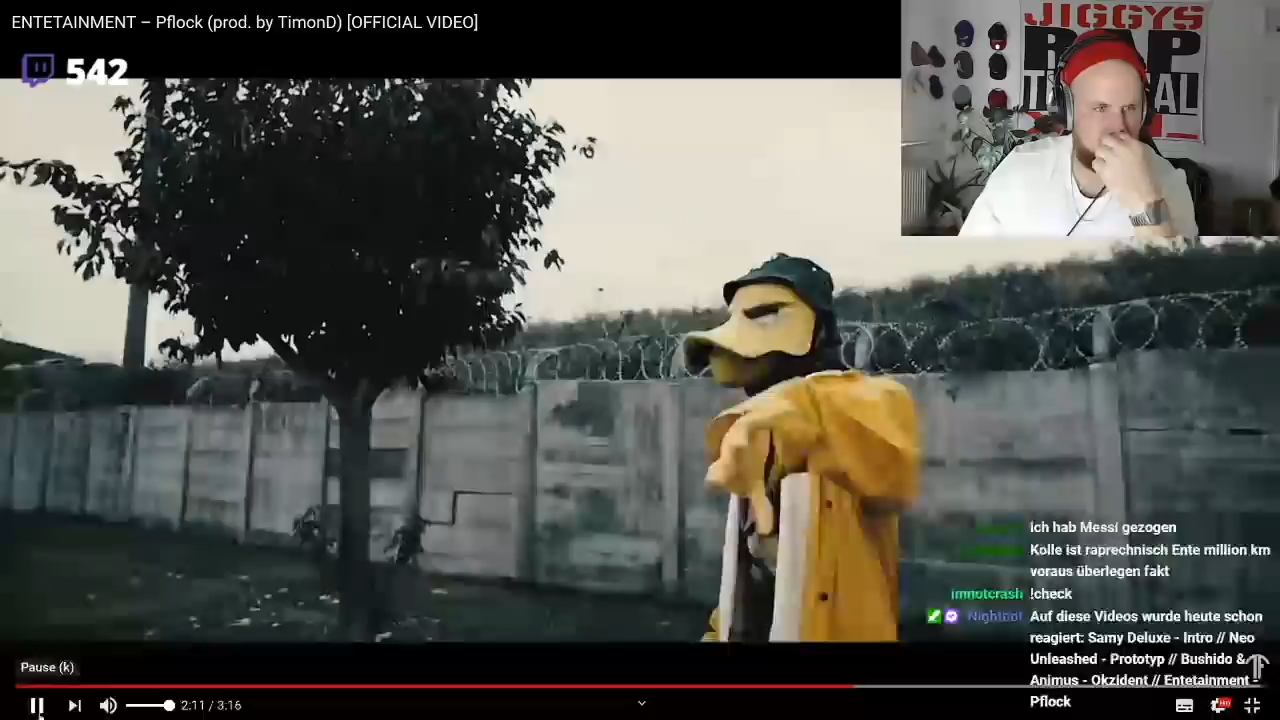 ENTETAINMENT – Pflock (prod. by TimonD) [OFFICIAL VIDEO]
542
JIGGYS
RAP
ich hab Messi gezogen
Kolle ist raprechnisch Ente million km
voraus überlegen fakt
immotcrash !check
Nightbot Auf diese Videos wurde heute schon
reagiert: Samy Deluxe - Intro // Neo
Unleashed - Prototyp // Bushido &
Animus - Okzident // Entetainment -
Pflock
Pause (k)
2:11 / 3:16